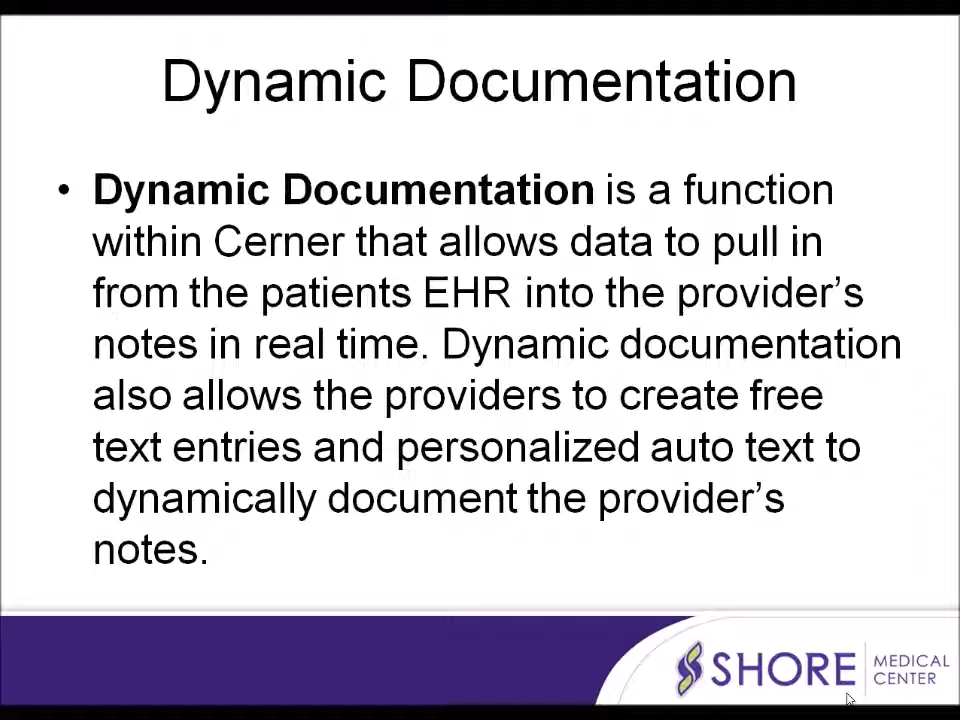 Dynamic Documentation
• Dynamic Documentation is a function
within Cerner that allows data to pull in
from the patients EHR into the provider’s
notes in real time. Dynamic documentation
also allows the providers to create free
text entries and personalized auto text to
dynamically document the provider’s
notes.
SHORE
MEDICAL
CENTER